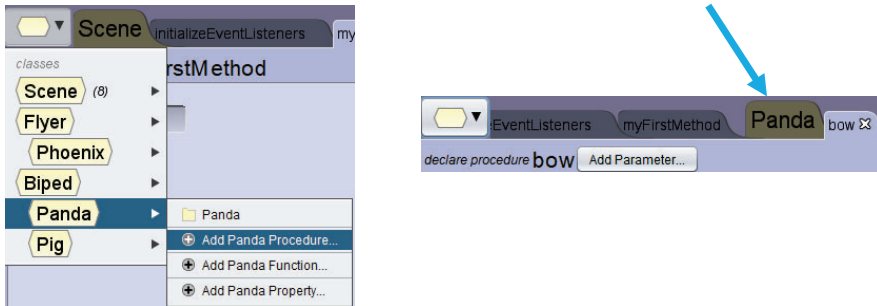 Scene initializeEventListeners my
classes
rstMethod
Scene (8)
Flyer
Phoenix
Biped
Panda
Panda
Add Panda Procedure...
Pig
Add Panda Function...
Add Panda Property...
EventListeners myFirstMethod Panda bow
declare procedure bow Add Parameter...